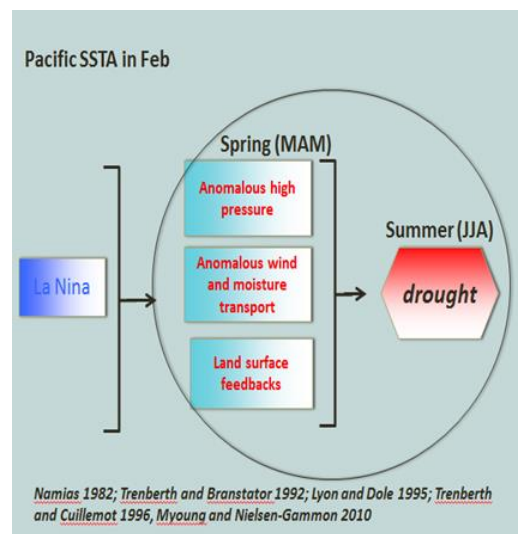 Pacific SSTA in Feb
Spring (MAM)
Anomalous high
pressure
Summer (JJA)
La Nina
Anomalous wind
and moisture
transport
drought
Land surface
feedbacks
Namias 1982; Trenberth and Branstator 1992; Lyon and Dole 1995; Trenberth
and Cuillemot 1996, Myoung and Nielsen-Gammon 2010